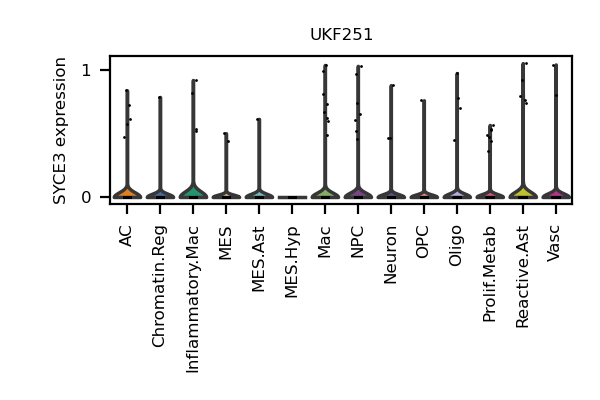 UKF251
SYCE3 expression
1
0
AC
Chromatin.Reg
Inflammatory.Mac
MES
MES.Ast
MES.Hyp
Mac
NPC
Neuron
OPC
Oligo
Prolif.Metab
Reactive.Ast
Vasc